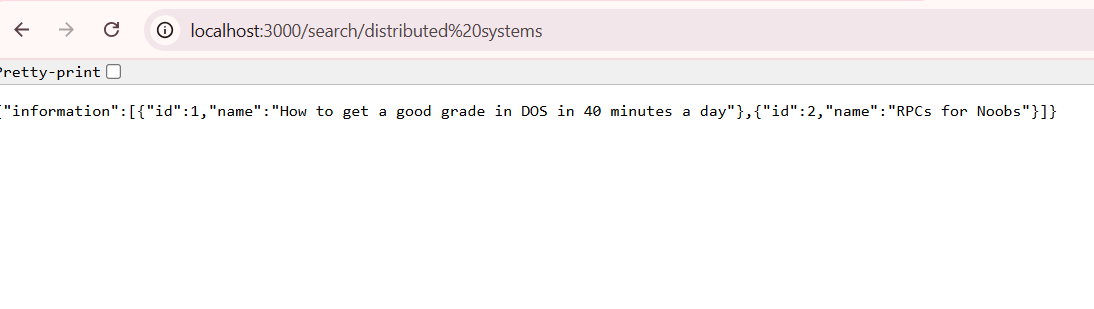 localhost:3000/search/distributed%20systems
Pretty-print
{"information":[{"id":1,"name":"How to get a good grade in DOS in 40 minutes a day"},{"id":2,"name":"RPCs for Noobs"}]}